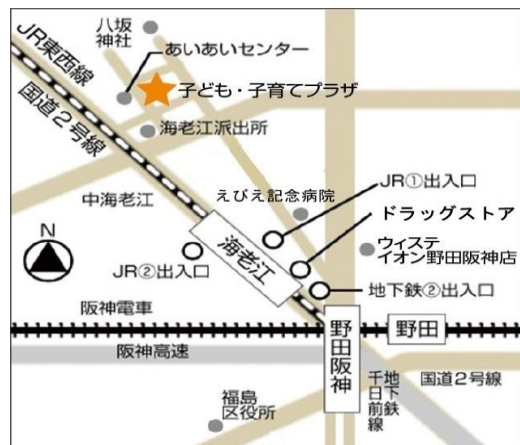 八坂
神社
あいあいセンター
JR東西線
国道2号線
子ども・子育てプラザ
海老江派出所
中海老江
えびえ記念病院
JR①出入口
ドラッグストア
N
海老江
ウィステ
イオン野田阪神店
JR②出入口
地下鉄②出入口
阪神電車
野田阪神
野田
阪神高速
国道2号線
地下鉄
千日前線
福島
区役所